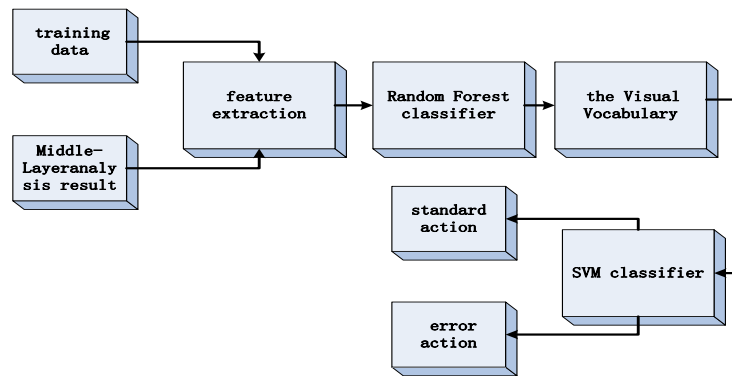 training
data
feature
extraction
Random Forest
classifier
the Visual
Vocabulary
Middle-
Layeranaly
sis result
standard
action
SVM classifier
error
action